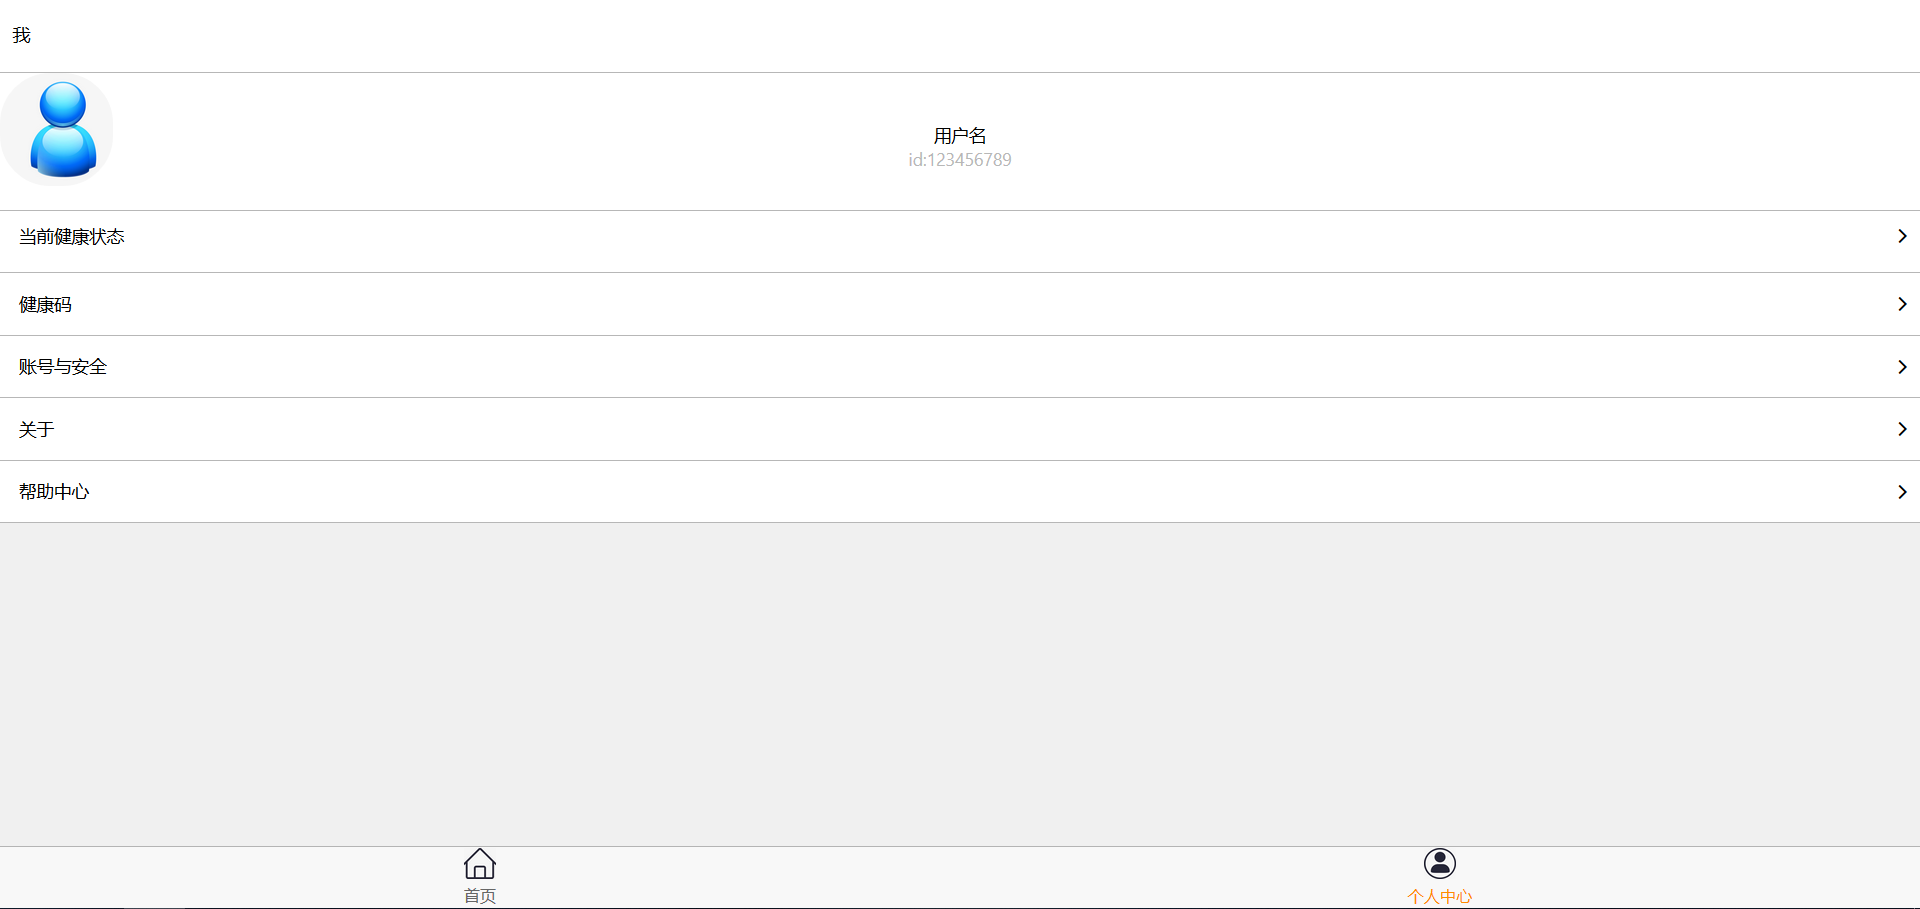 我
用户名
id:123456789
当前健康状态
健康码
账号与安全
关于
帮助中心
首页
个人中心